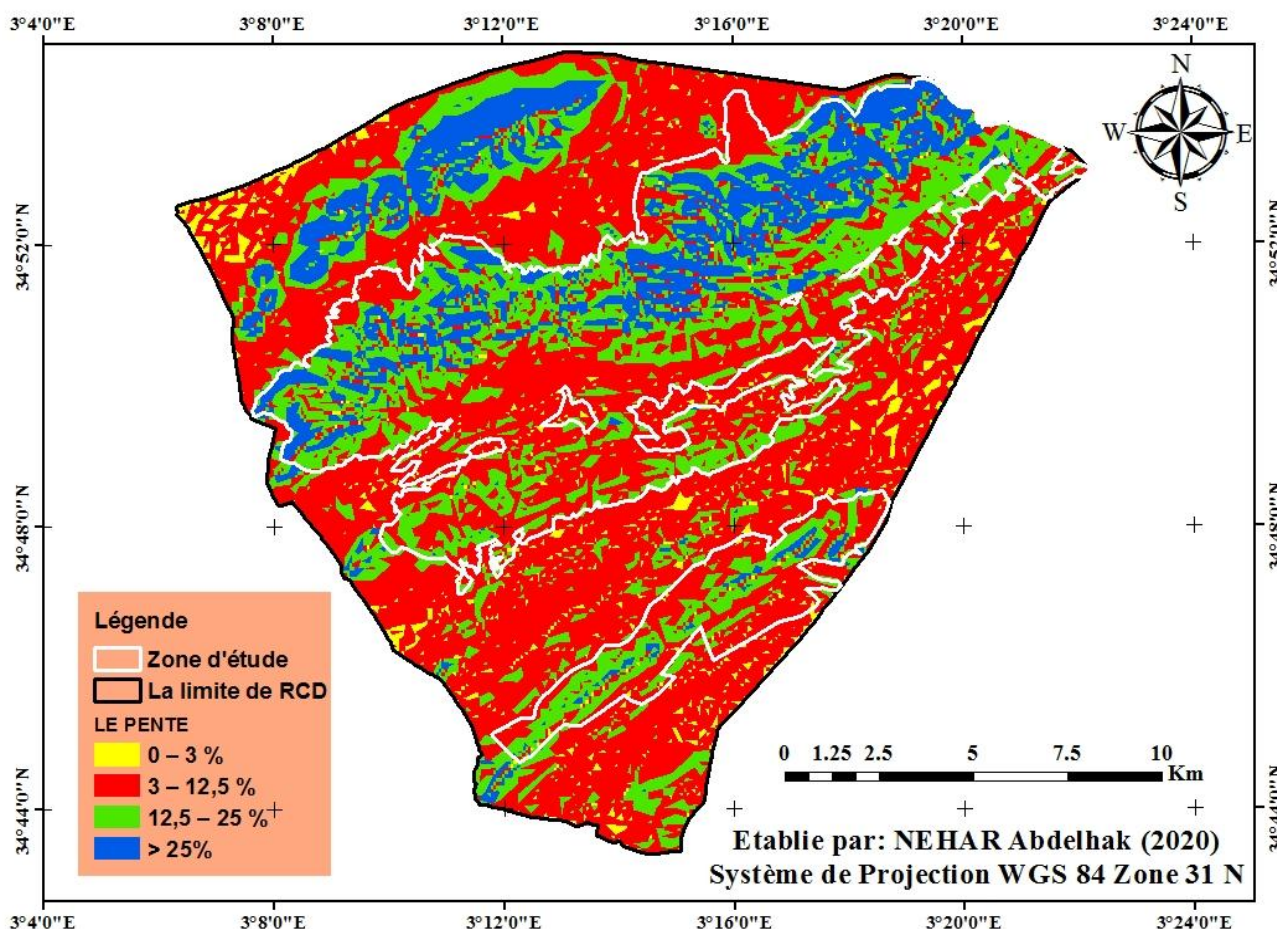 3°4'0"E 3°8'0"E 3°12'0"E 3°16'0"E 3°20'0"E 3°24'0"E
N
W E
S
34°52'0"N 34°52'0"N
34°48'0"N 34°48'0"N
34°44'0"N 34°44'0"N
Légende
Zone d'étude
La limite de RCD
LE PENTE
0 – 3 %
3 – 12,5 %
12,5 – 25 %
> 25%
0 1.25 2.5 5 7.5 10
Km
Etablie par: NEHAR Abdelhak (2020)
Système de Projection WGS 84 Zone 31 N
3°4'0"E 3°8'0"E 3°12'0"E 3°16'0"E 3°20'0"E 3°24'0"E